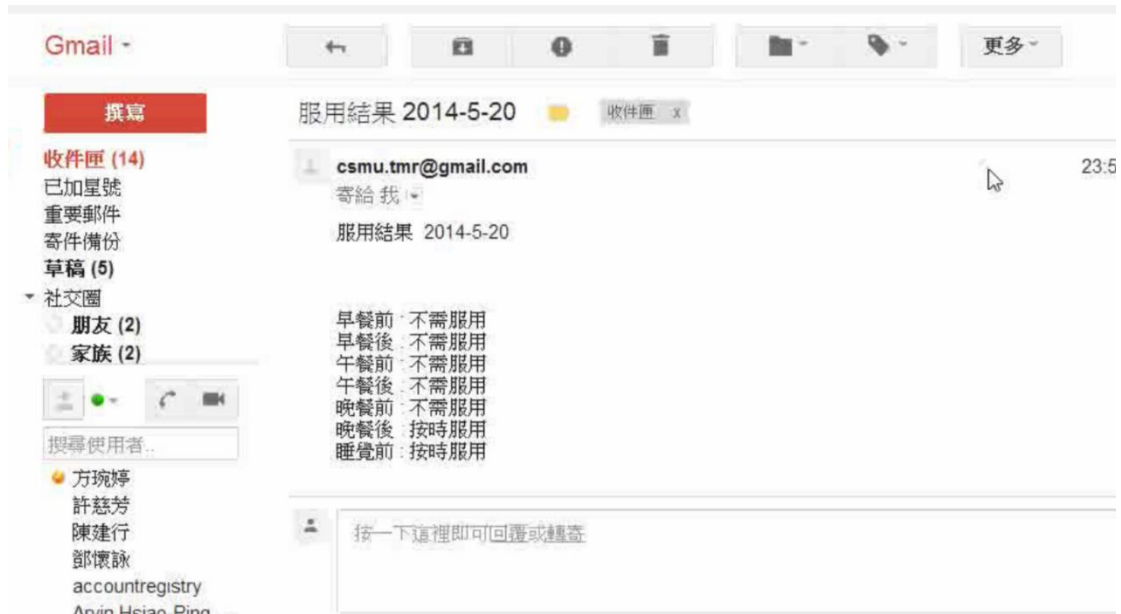 Gmail
更多
撰寫
服用結果 2014-5-20
收件匣 x
收件匣 (14)
已加星號
重要郵件
寄件備份
草稿 (5)
社交圈
朋友 (2)
家族 (2)
搜尋使用者..
方琬婷
許慈芳
陳建行
鄧懷詠
accountregistry
Arvin Hsiao-Ping
csmu.tmr@gmail.com
23:5
寄給 我
服用結果 2014-5-20
早餐前 : 不需服用
早餐後 : 不需服用
午餐前 : 不需服用
午餐後 : 不需服用
晚餐前 : 不需服用
晚餐後 : 按時服用
睡覺前 : 按時服用
按一下這裡即可回覆或轉寄